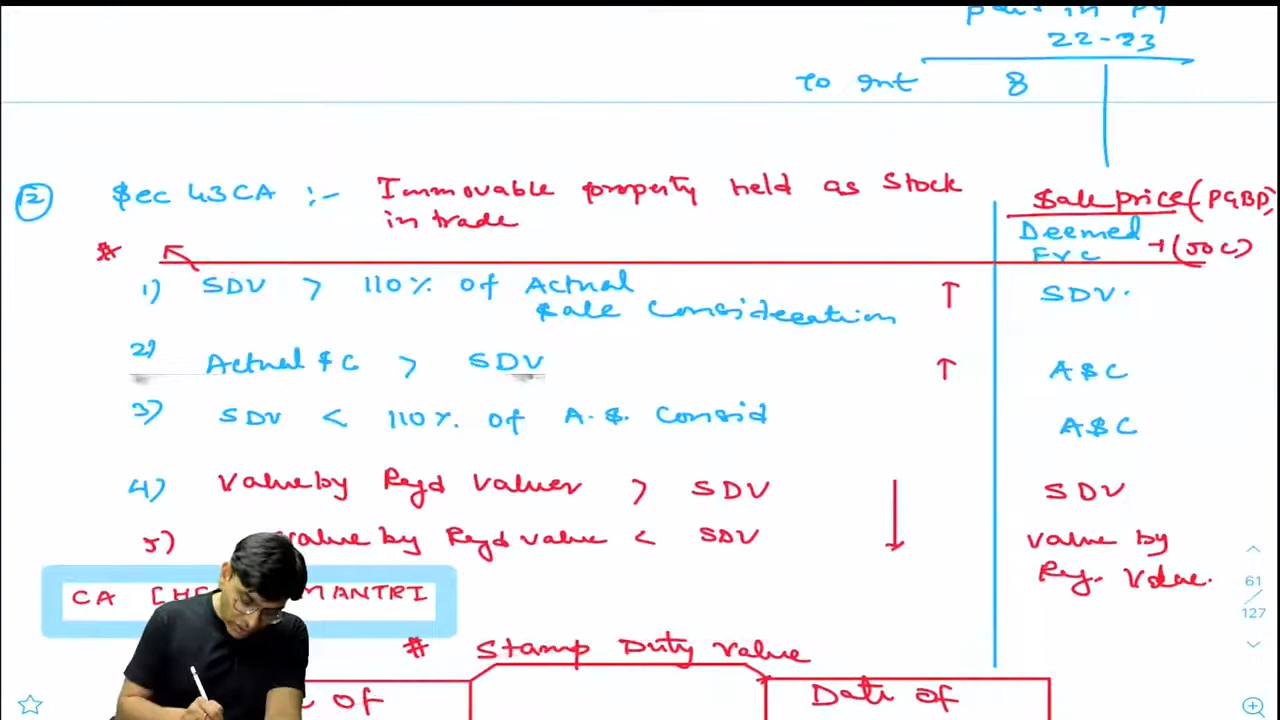 22-23
To Int 8
12 Sec 43CA :- Immovable property held as Stock in trade
Sale price (PGBP)
Deemed FVC + (50C)
1) SDV > 110% of Actual Sale Consideration ↑ SDV.
2) Actual SC > SDV ↑ ASC
3) SDV < 110% of A.S. Consid ASC
4) Value by Regd Valuer > SDV SDV
5) value by Regd value < SDV ↓ value by Reg. Value.
CA MANTRI
# Stamp Duty Value
of
Date of
61
/
127